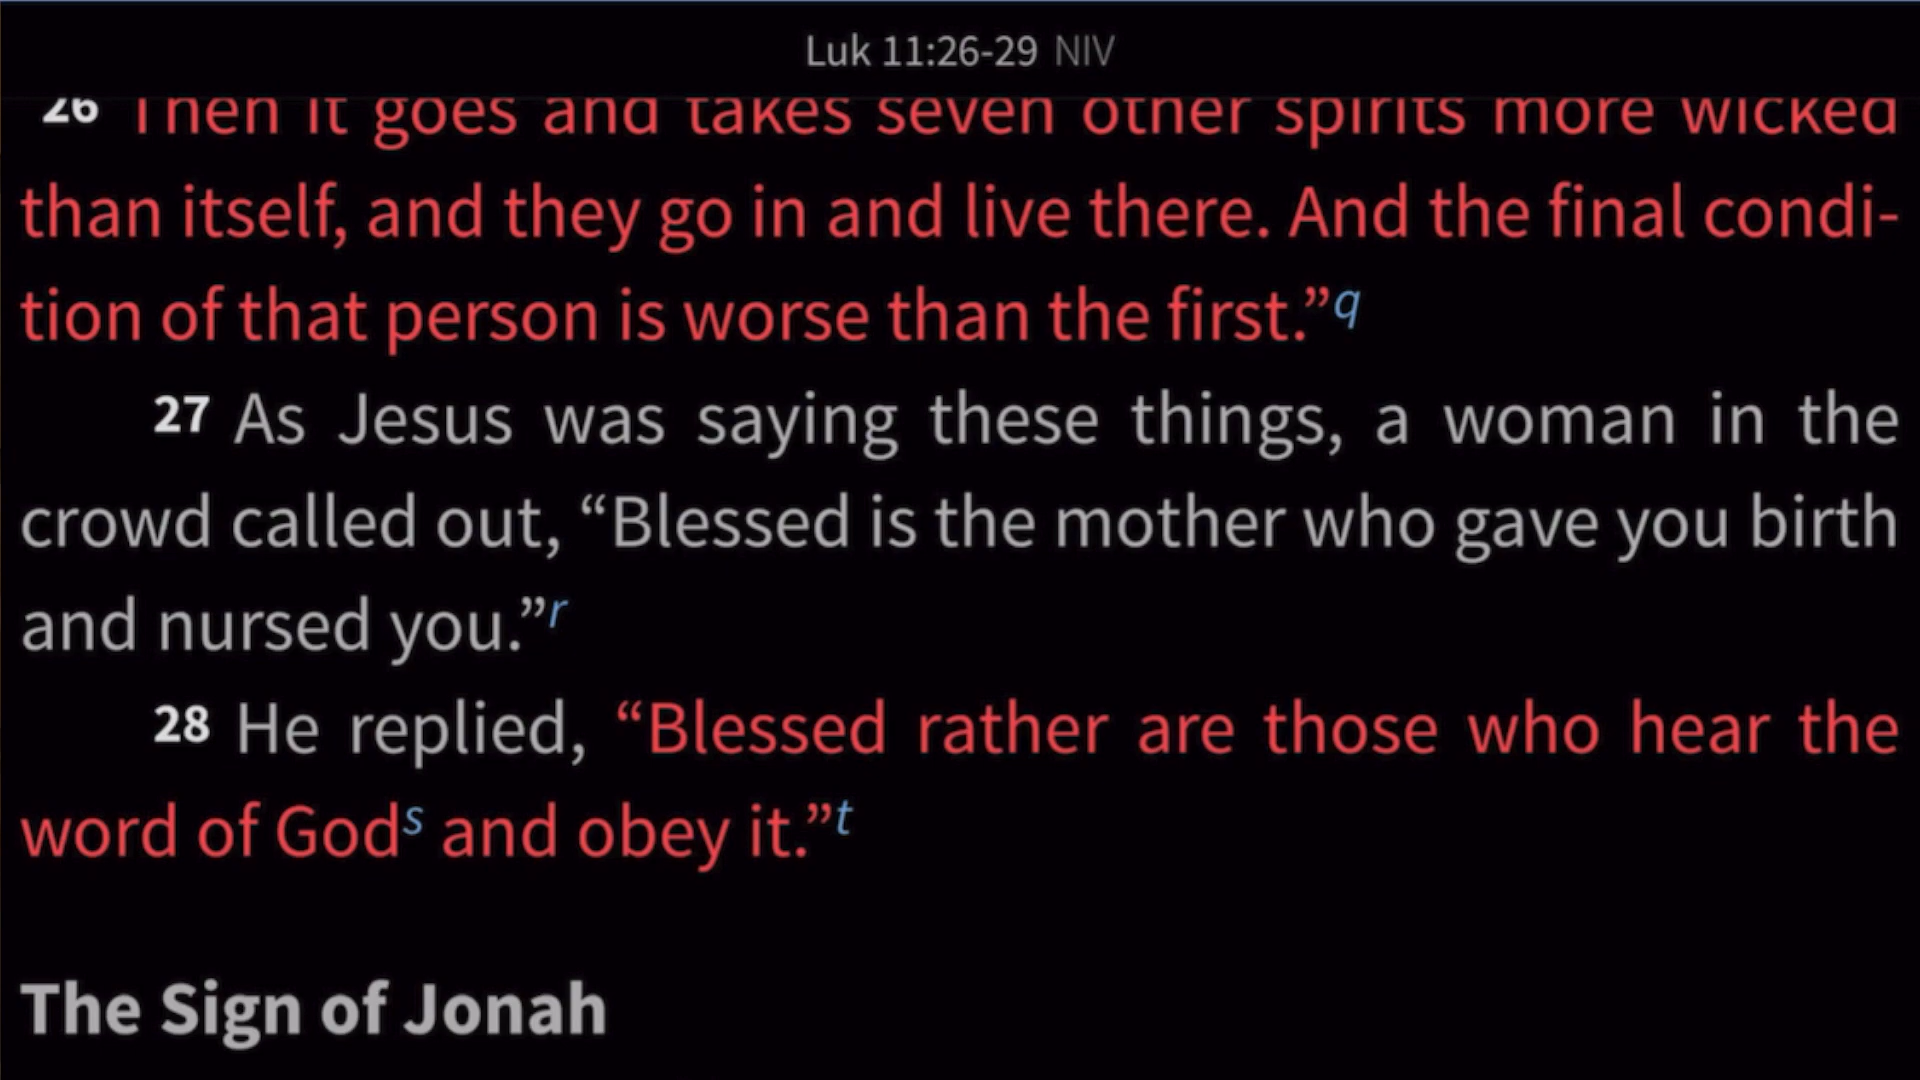 Luk 11:26-29 NIV
26 Then it goes and takes seven other spirits more wicked
than itself, and they go in and live there. And the final condi-
tion of that person is worse than the first.”q
27 As Jesus was saying these things, a woman in the
crowd called out, “Blessed is the mother who gave you birth
and nursed you.”r
28 He replied, “Blessed rather are those who hear the
word of Gods and obey it.”t
The Sign of Jonah